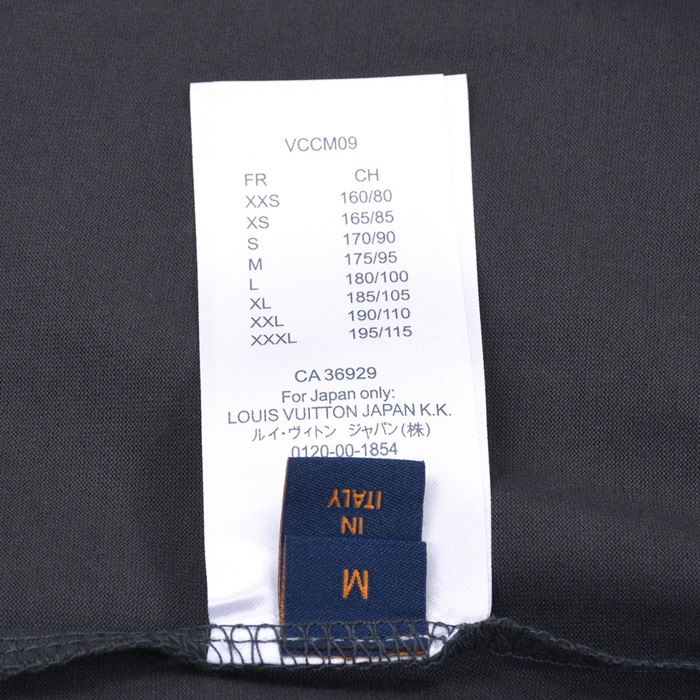 VCCM09
FR CH
XXS 160/80
XS 165/85
S 170/90
M 175/95
L 180/100
XL 185/105
XXL 190/110
XXXL 195/115
CA 36929
For Japan only:
LOUIS VUITTON JAPAN K.K.
ルイ・ヴィトン ジャパン(株)
0120-00-1854
IN
ITALY
M